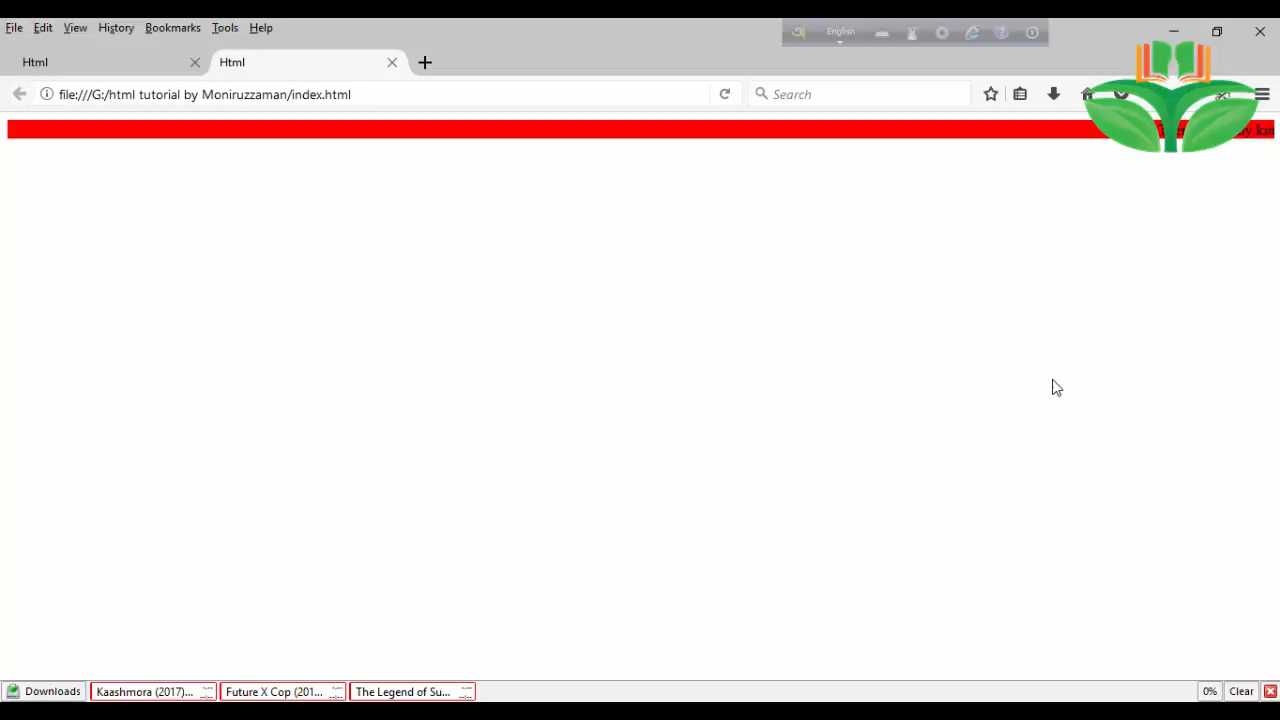 File Edit View History Bookmarks Tools Help
English
Html
Html
file:///G:/html tutorial by Moniruzzaman/index.html
Search
kin
Downloads
Kaashmora (2017)...
Future X Cop (201...
The Legend of Su...
0%
Clear